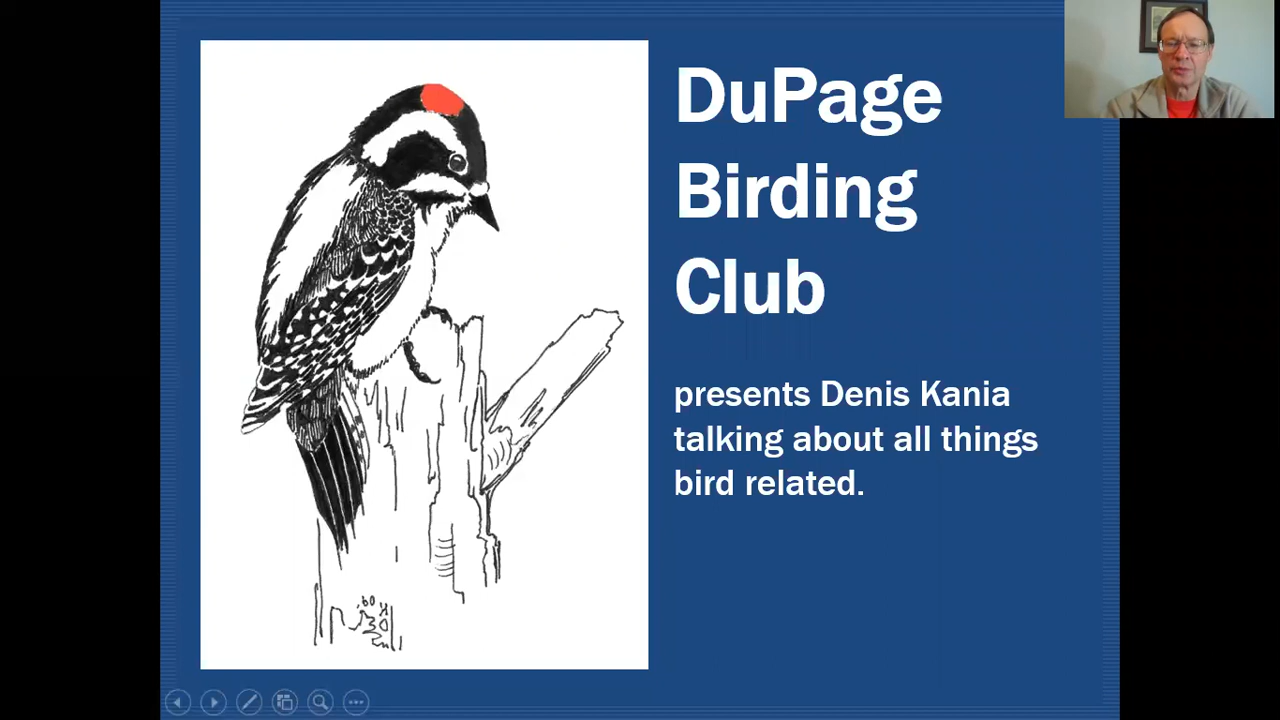 DuPage
Birding
Club
presents Denis Kania
talking about all things
bird related.